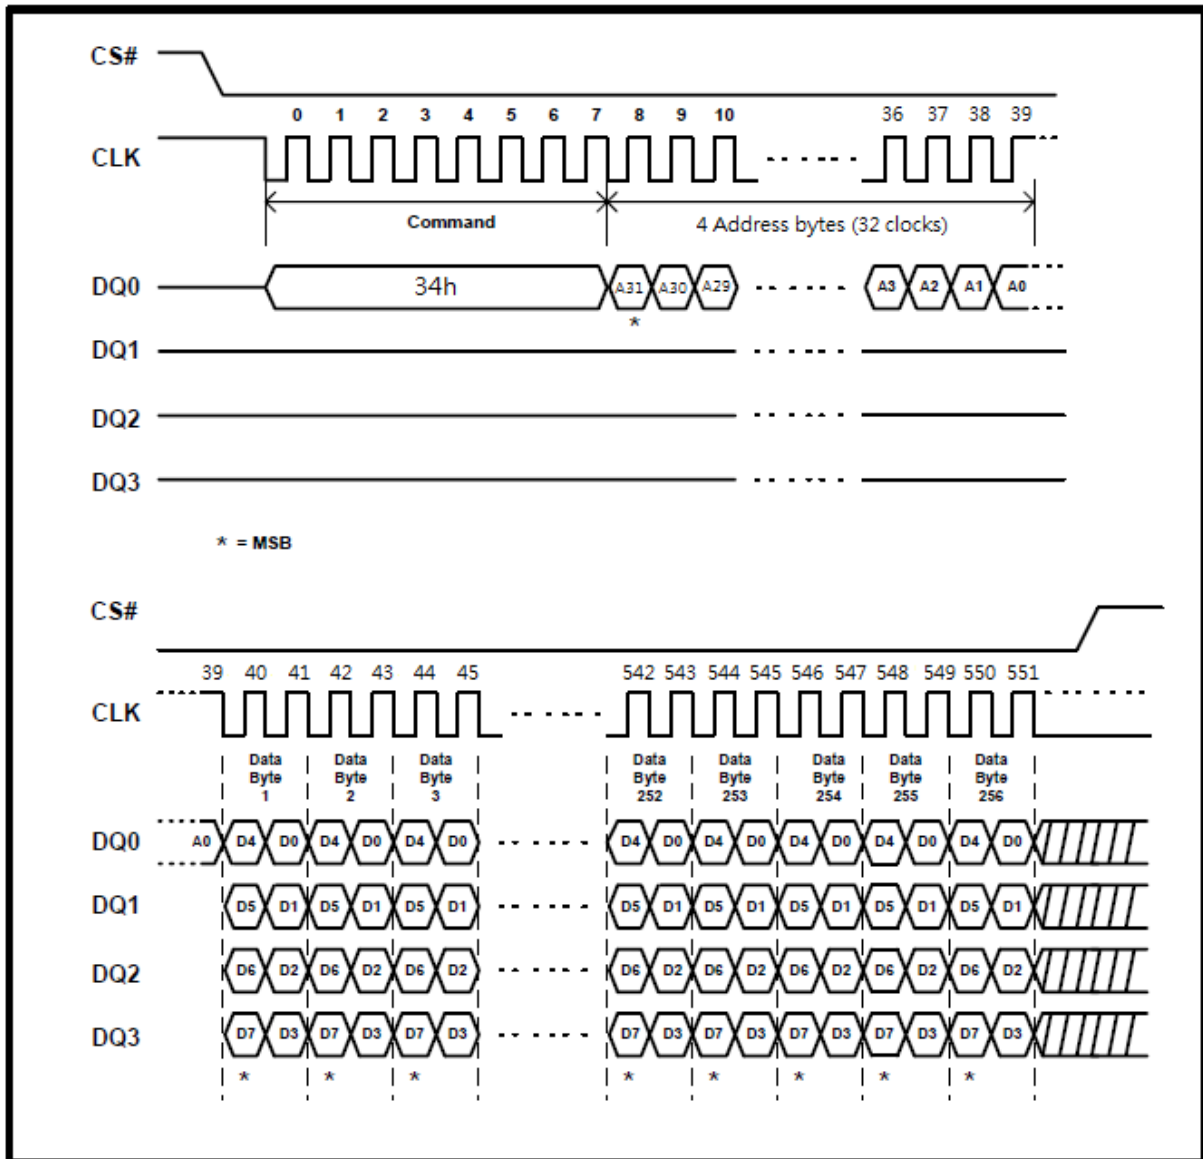 CS#
0 1 2 3 4 5 6 7 8 9 10 36 37 38 39
CLK
Command 4 Address bytes (32 clocks)
DQ0 34h A31 A30 A29 A3 A2 A1 A0
*
DQ1
DQ2
DQ3
* = MSB
CS#
39 40 41 42 43 44 45 542 543 544 545 546 547 548 549 550 551
CLK
Data Data Data Data Data Data Data Data
Byte Byte Byte Byte Byte Byte Byte Byte
1 2 3 252 253 254 255 256
DQ0 A0 D4 D0 D4 D0 D4 D0 D4 D0 D4 D0 D4 D0 D4 D0 D4 D0
DQ1 D5 D1 D5 D1 D5 D1 D5 D1 D5 D1 D5 D1 D5 D1 D5 D1
DQ2 D6 D2 D6 D2 D6 D2 D6 D2 D6 D2 D6 D2 D6 D2 D6 D2
DQ3 D7 D3 D7 D3 D7 D3 D7 D3 D7 D3 D7 D3 D7 D3 D7 D3
* * * * * * * *